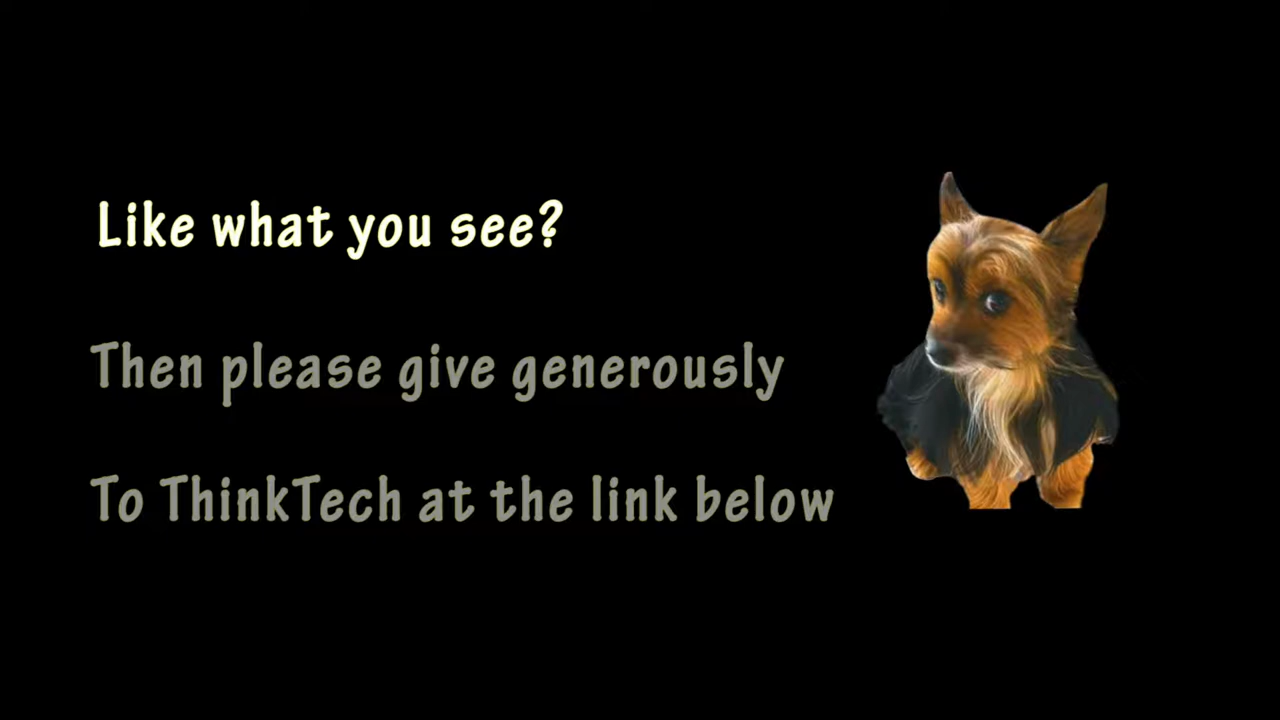 Like what you see?
Then please give generously
To ThinkTech at the link below